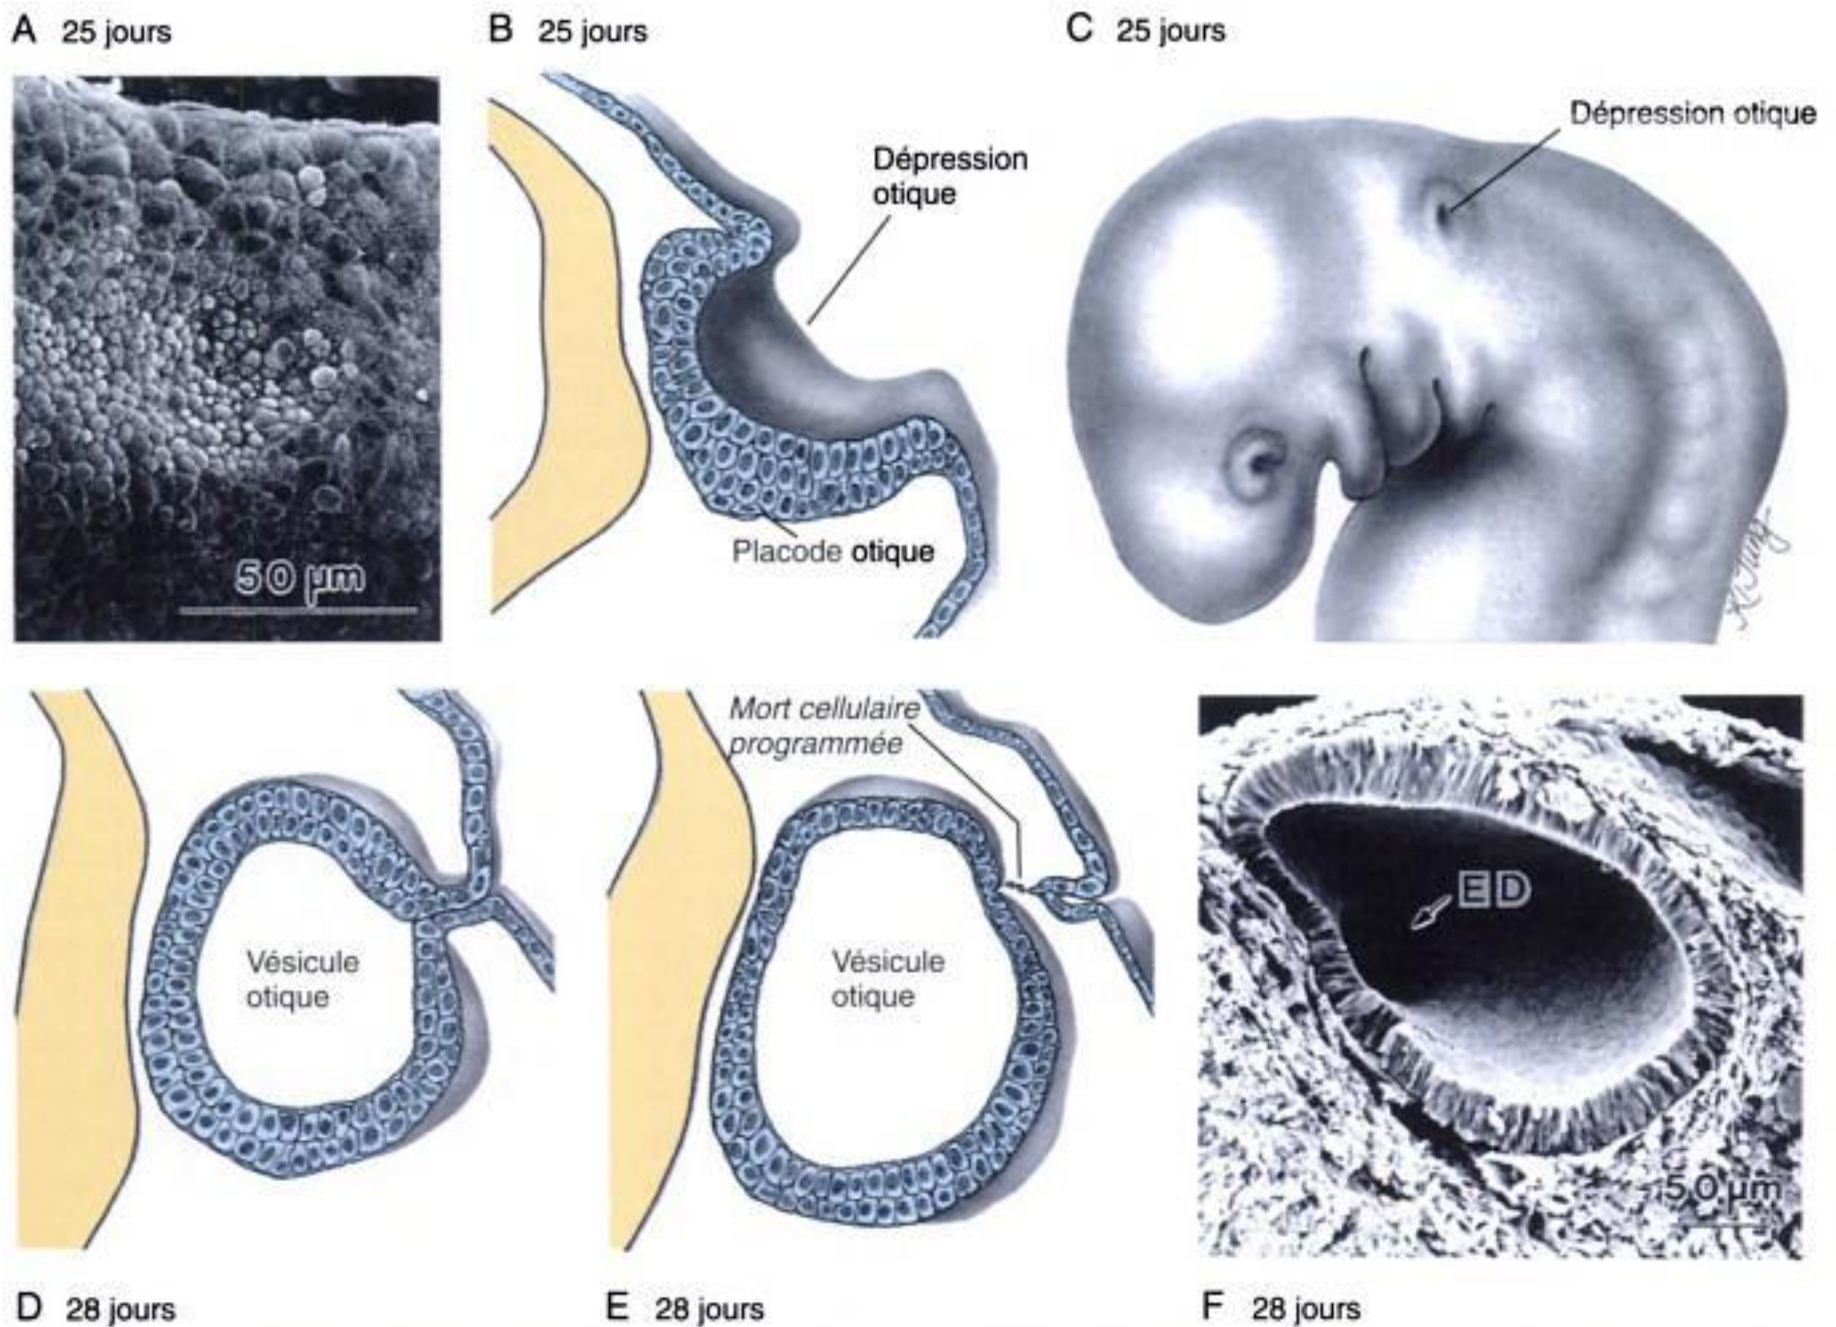 A 25 jours
50 µm
B 25 jours
Dépression
otique
Placode otique
C 25 jours
Dépression otique
Vésicule
otique
D 28 jours
Mort cellulaire
programmée
Vésicule
otique
E 28 jours
ED
50 µm
F 28 jours